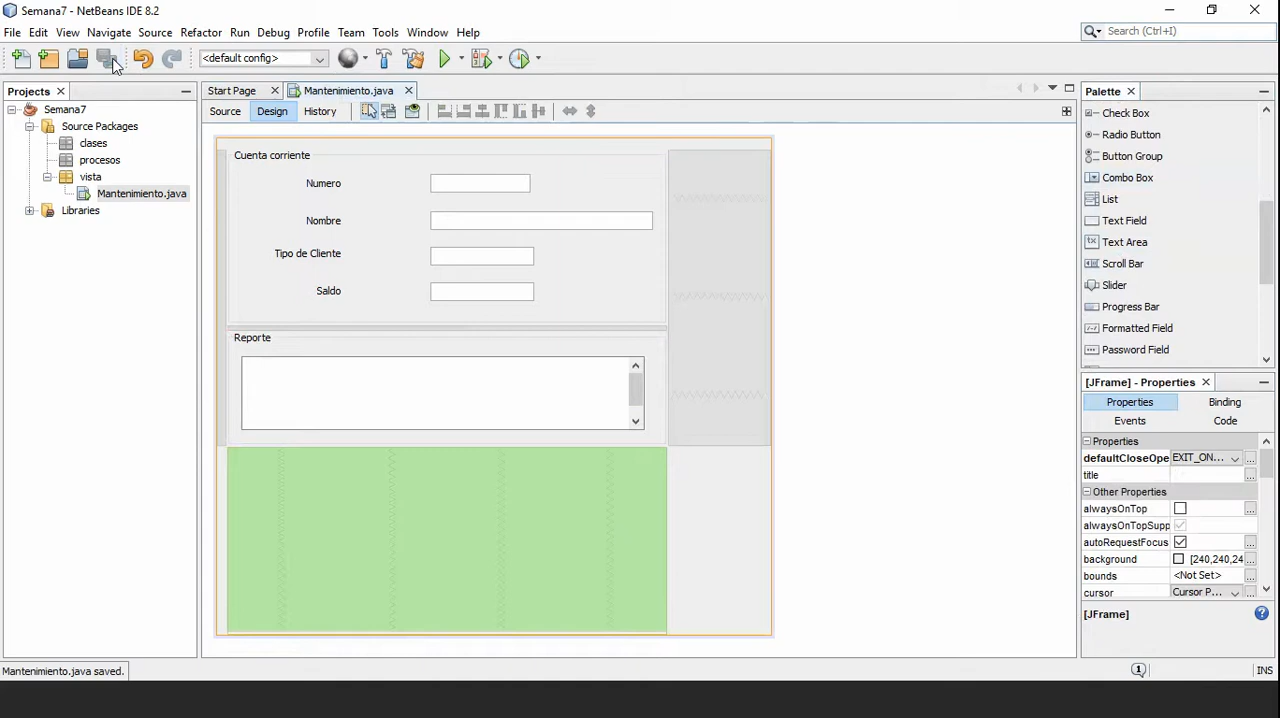 Semana7 - NetBeans IDE 8.2
File Edit View Navigate Source Refactor Run Debug Profile Team Tools Window Help
Search (Ctrl+I)
<default config>
Projects
Start Page
Mantenimiento.java
Palette
Semana7
Source Packages
clases
procesos
vista
Mantenimiento.java
Libraries
Source
Design
History
Cuenta corriente
Numero
Nombre
Tipo de Cliente
Saldo
Reporte
Check Box
Radio Button
Button Group
Combo Box
List
Text Field
Text Area
Scroll Bar
Slider
Progress Bar
Formatted Field
Password Field
[JFrame] - Properties
Properties
Binding
Events
Code
Properties
defaultCloseOpe EXIT_ON...
title
Other Properties
alwaysOnTop
alwaysOnTopSupp
autoRequestFocus
background [240,240,24
bounds <Not Set>
cursor Cursor P...
[JFrame]
Mantenimiento.java saved.
1
INS